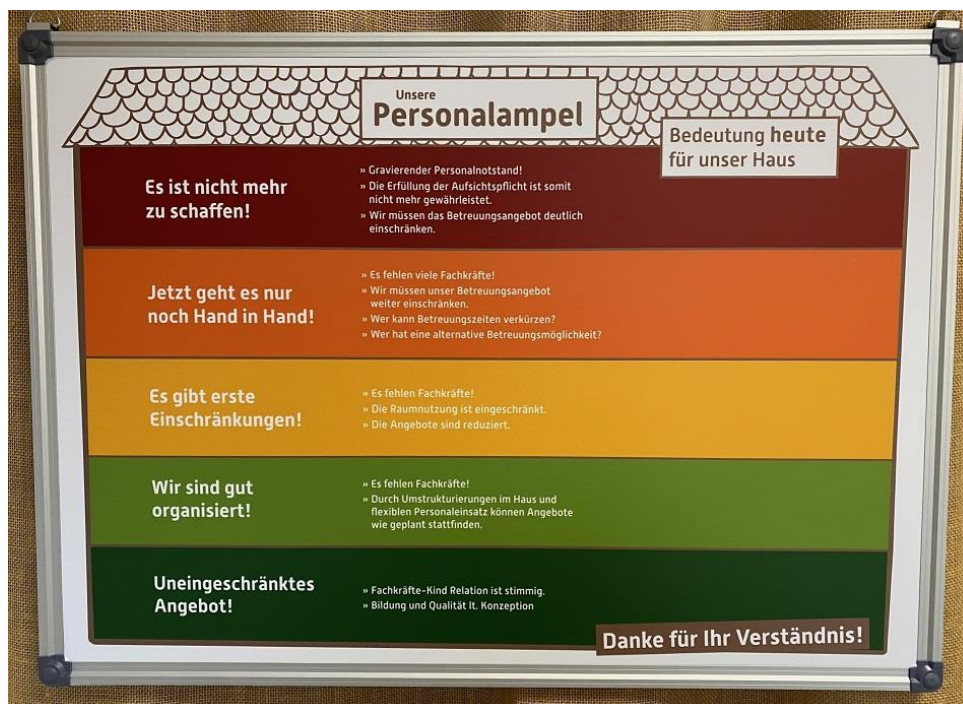 Unsere
Personalampel
Bedeutung heute
für unser Haus
Es ist nicht mehr
zu schaffen!
» Gravierender Personalnotstand!
» Die Erfüllung der Aufsichtspflicht ist somit
nicht mehr gewährleistet.
» Wir müssen das Betreuungsangebot deutlich
einschränken.
Jetzt geht es nur
noch Hand in Hand!
» Es fehlen viele Fachkräfte!
» Wir müssen unser Betreuungsangebot
weiter einschränken.
» Wer kann Betreuungszeiten verkürzen?
» Wer hat eine alternative Betreuungsmöglichkeit?
Es gibt erste
Einschränkungen!
» Es fehlen Fachkräfte!
» Die Raumnutzung ist eingeschränkt.
» Die Angebote sind reduziert.
Wir sind gut
organisiert!
» Es fehlen Fachkräfte!
» Durch Umstrukturierungen im Haus und
flexiblen Personaleinsatz können Angebote
wie geplant stattfinden.
Uneingeschränktes
Angebot!
» Fachkräfte-Kind Relation ist stimmig.
» Bildung und Qualität lt. Konzeption
Danke für Ihr Verständnis!